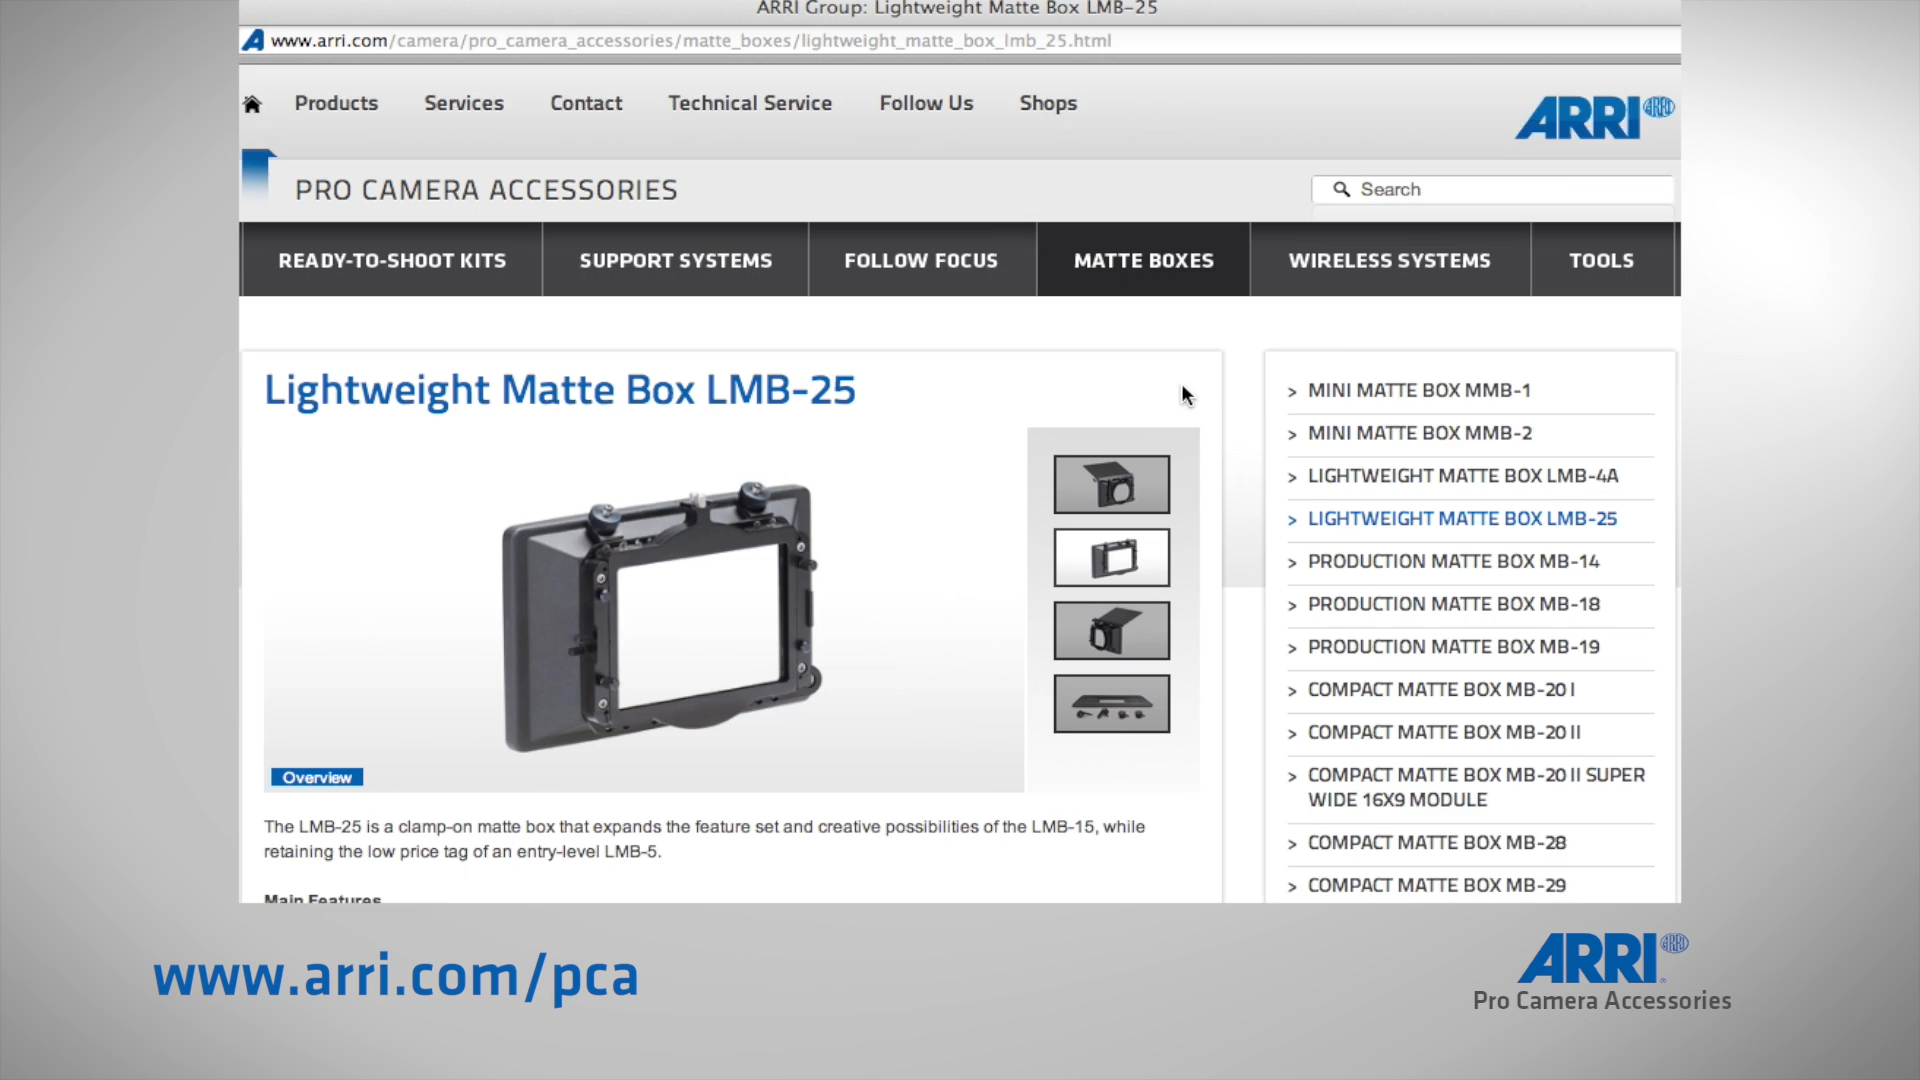 ARRI Group: Lightweight Matte Box LMB-25
www.arri.com/camera/pro_camera_accessories/matte_boxes/lightweight_matte_box_lmb_25.html
Products Services Contact Technical Service Follow Us Shops
ARRI ARRI
PRO CAMERA ACCESSORIES
Search
READY-TO-SHOOT KITS SUPPORT SYSTEMS FOLLOW FOCUS MATTE BOXES WIRELESS SYSTEMS TOOLS
Lightweight Matte Box LMB-25
Overview
The LMB-25 is a clamp-on matte box that expands the feature set and creative possibilities of the LMB-15, while
retaining the low price tag of an entry-level LMB-5.
Main Features
> MINI MATTE BOX MMB-1
> MINI MATTE BOX MMB-2
> LIGHTWEIGHT MATTE BOX LMB-4A
> LIGHTWEIGHT MATTE BOX LMB-25
> PRODUCTION MATTE BOX MB-14
> PRODUCTION MATTE BOX MB-18
> PRODUCTION MATTE BOX MB-19
> COMPACT MATTE BOX MB-20 I
> COMPACT MATTE BOX MB-20 II
> COMPACT MATTE BOX MB-20 II SUPER
WIDE 16X9 MODULE
> COMPACT MATTE BOX MB-28
> COMPACT MATTE BOX MB-29
www.arri.com/pca
ARRI ARRI
Pro Camera Accessories